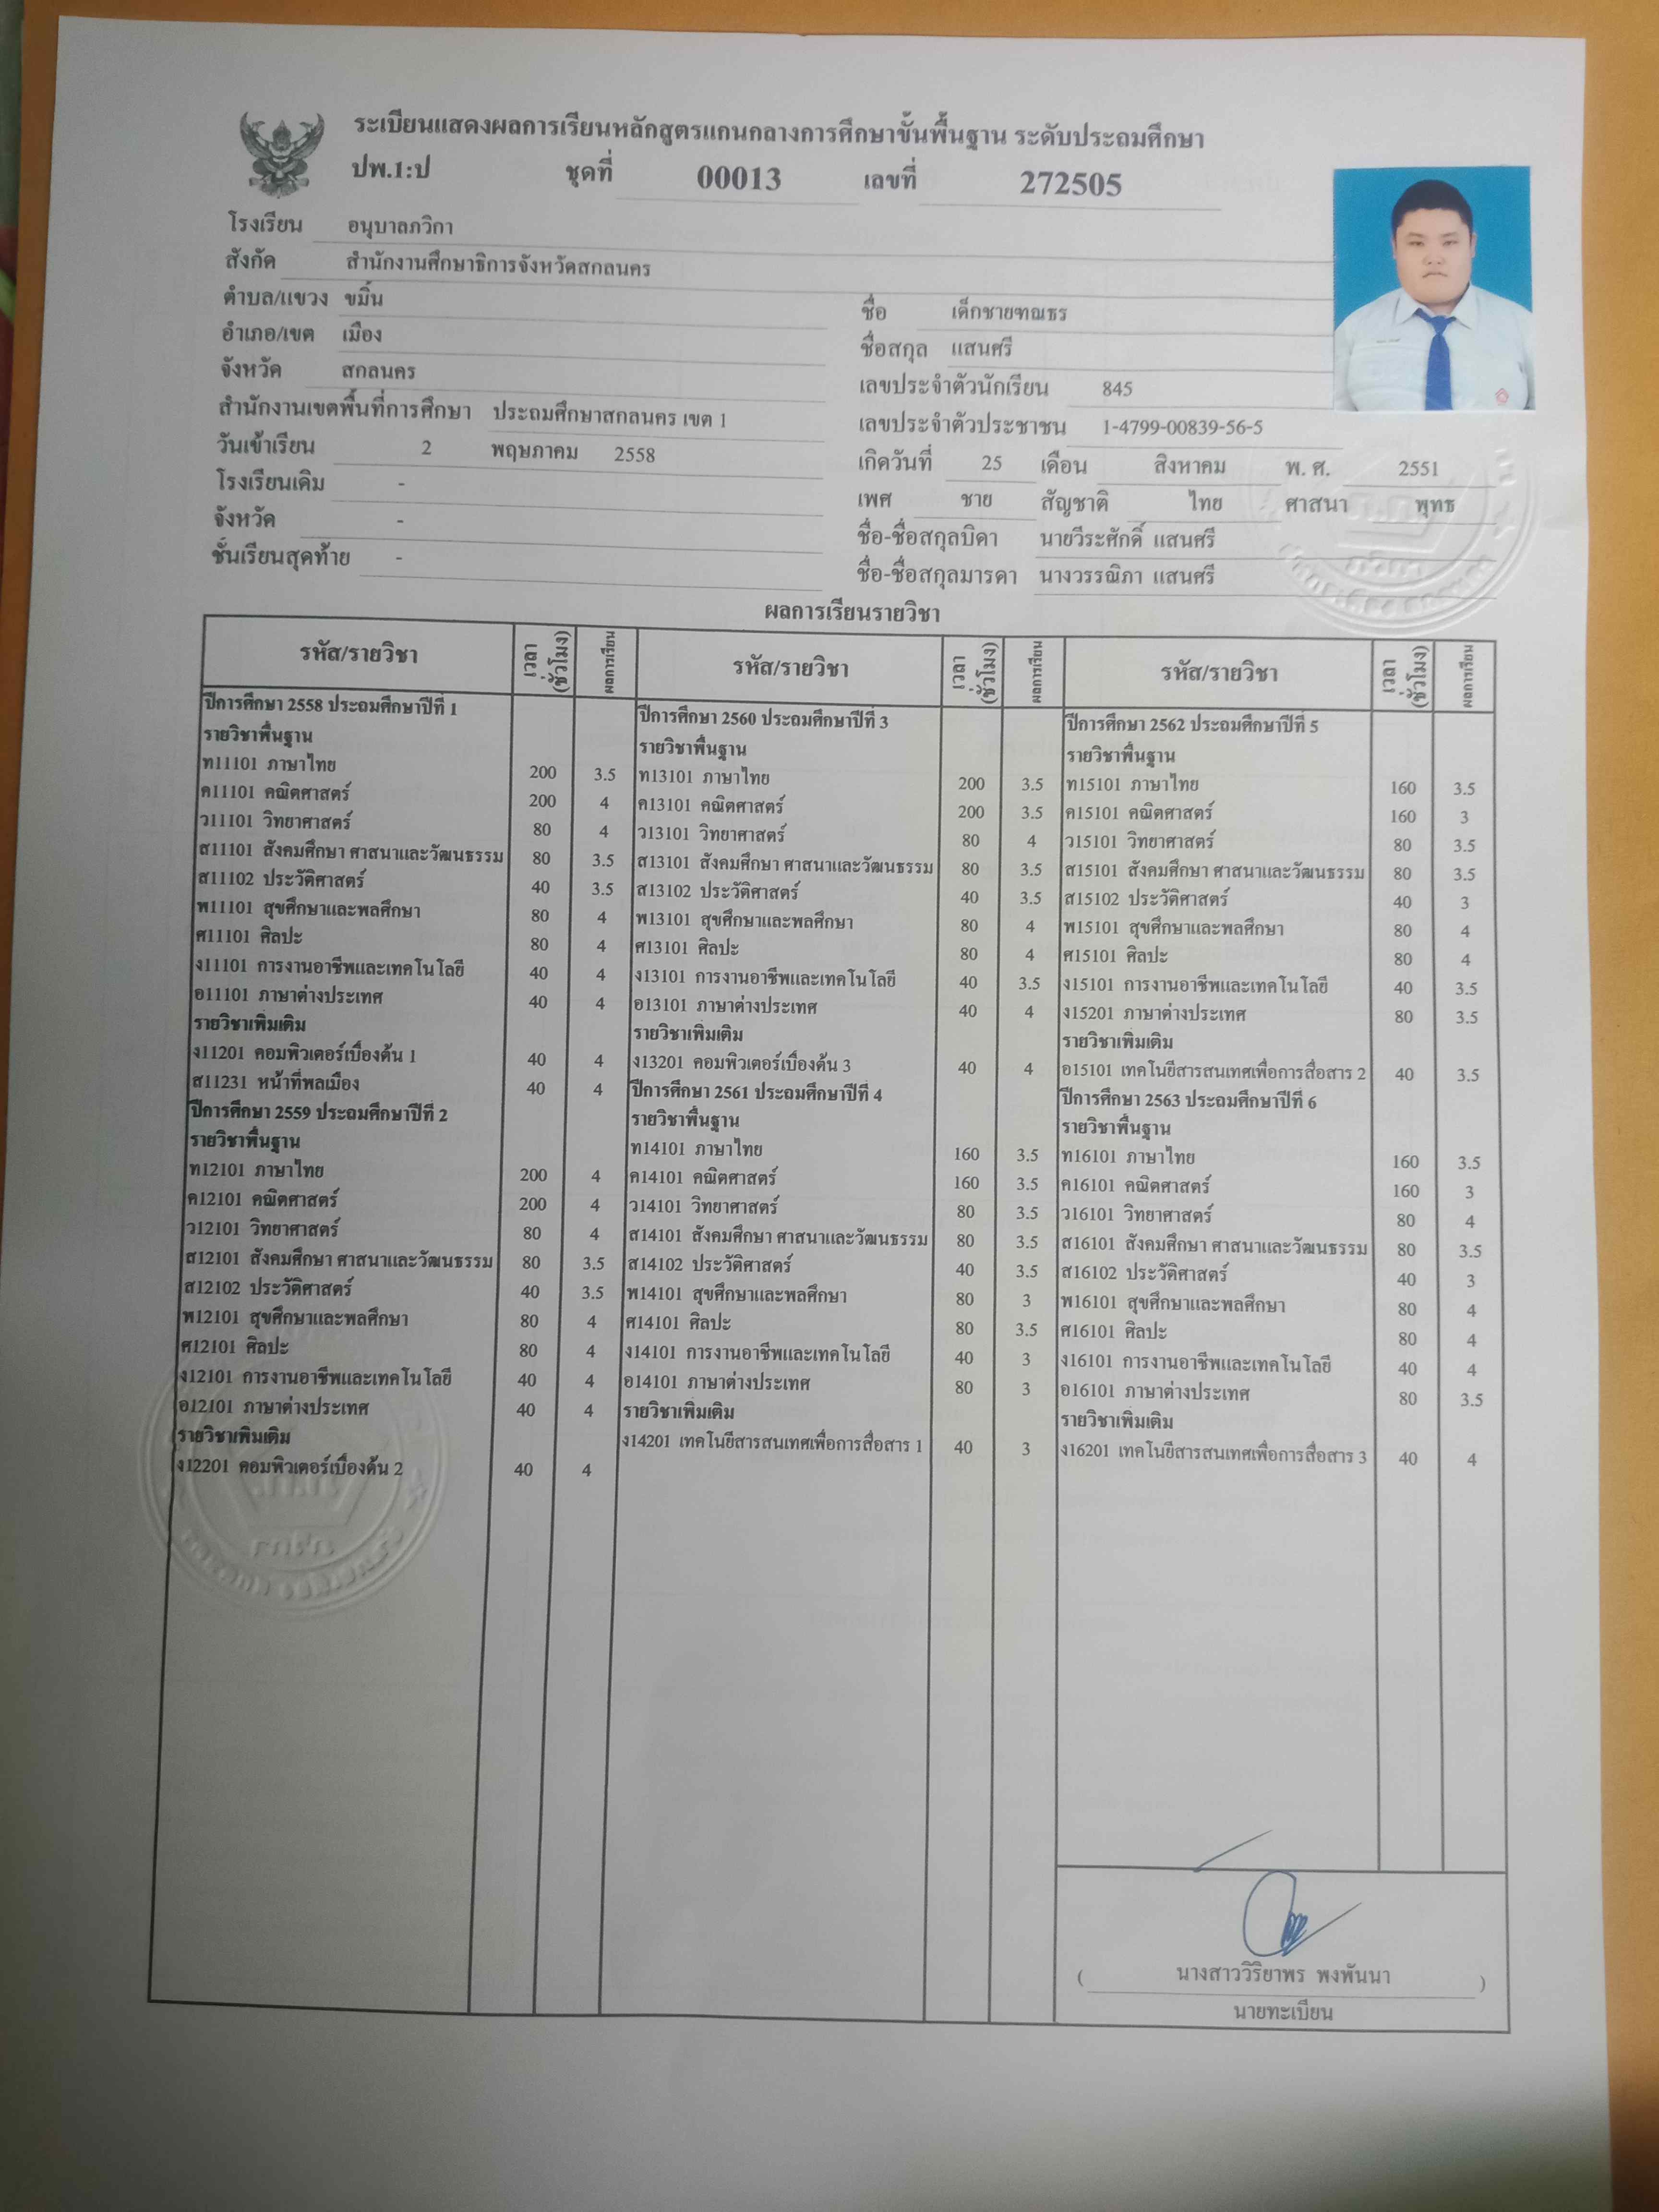 ระเบียนแสดงผลการเรียนหลักสูตรแกนกลางการศึกษาขั้นพื้นฐาน ระดับประถมศึกษา
ปพ.1:ป ชุดที่ 00013 เลขที่ 272505
โรงเรียน อนุบาลภวิกา
สังกัด สำนักงานศึกษาธิการจังหวัดสกลนคร
ตำบล/แขวง ขมิ้น
อำเภอ/เขต เมือง
จังหวัด สกลนคร
สำนักงานเขตพื้นที่การศึกษา ประถมศึกษาสกลนคร เขต 1
วันเข้าเรียน 2 พฤษภาคม 2558
โรงเรียนเดิม -
จังหวัด -
ชั้นเรียนสุดท้าย -
ชื่อ เด็กชายฑณธร
ชื่อสกุล แสนศรี
เลขประจำตัวนักเรียน 845
เลขประจำตัวประชาชน 1-4799-00839-56-5
เกิดวันที่ 25 เดือน สิงหาคม พ. ศ. 2551
เพศ ชาย สัญชาติ ไทย ศาสนา พุทธ
ชื่อ-ชื่อสกุลบิดา นายวีระศักดิ์ แสนศรี
ชื่อ-ชื่อสกุลมารดา นางวรรณิภา แสนศรี
ผลการเรียนรายวิชา
รหัส/รายวิชา เวลา (ชั่วโมง) ผลการเรียน
ปีการศึกษา 2558 ประถมศึกษาปีที่ 1
รายวิชาพื้นฐาน
ท11101 ภาษาไทย 200 3.5
ค11101 คณิตศาสตร์ 200 4
ว11101 วิทยาศาสตร์ 80 4
ส11101 สังคมศึกษา ศาสนาและวัฒนธรรม 80 3.5
ส11102 ประวัติศาสตร์ 40 3.5
พ11101 สุขศึกษาและพลศึกษา 80 4
ศ11101 ศิลปะ 80 4
ง11101 การงานอาชีพและเทคโนโลยี 40 4
อ11101 ภาษาต่างประเทศ 40 4
รายวิชาเพิ่มเติม
ง11201 คอมพิวเตอร์เบื้องต้น 1 40 4
ส11231 หน้าที่พลเมือง 40 4
ปีการศึกษา 2559 ประถมศึกษาปีที่ 2
รายวิชาพื้นฐาน
ท12101 ภาษาไทย 200 4
ค12101 คณิตศาสตร์ 200 4
ว12101 วิทยาศาสตร์ 80 4
ส12101 สังคมศึกษา ศาสนาและวัฒนธรรม 80 3.5
ส12102 ประวัติศาสตร์ 40 3.5
พ12101 สุขศึกษาและพลศึกษา 80 4
ศ12101 ศิลปะ 80 4
ง12101 การงานอาชีพและเทคโนโลยี 40 4
อ12101 ภาษาต่างประเทศ 40 4
รายวิชาเพิ่มเติม
ง12201 คอมพิวเตอร์เบื้องต้น 2 40 4
รหัส/รายวิชา เวลา (ชั่วโมง) ผลการเรียน
ปีการศึกษา 2560 ประถมศึกษาปีที่ 3
รายวิชาพื้นฐาน
ท13101 ภาษาไทย 200 3.5
ค13101 คณิตศาสตร์ 200 3.5
ว13101 วิทยาศาสตร์ 80 4
ส13101 สังคมศึกษา ศาสนาและวัฒนธรรม 80 3.5
ส13102 ประวัติศาสตร์ 40 3.5
พ13101 สุขศึกษาและพลศึกษา 80 4
ศ13101 ศิลปะ 80 4
ง13101 การงานอาชีพและเทคโนโลยี 40 3.5
อ13101 ภาษาต่างประเทศ 40 4
รายวิชาเพิ่มเติม
ง13201 คอมพิวเตอร์เบื้องต้น 3 40 4
ปีการศึกษา 2561 ประถมศึกษาปีที่ 4
รายวิชาพื้นฐาน
ท14101 ภาษาไทย 160 3.5
ค14101 คณิตศาสตร์ 160 3.5
ว14101 วิทยาศาสตร์ 80 3.5
ส14101 สังคมศึกษา ศาสนาและวัฒนธรรม 80 3.5
ส14102 ประวัติศาสตร์ 40 3.5
พ14101 สุขศึกษาและพลศึกษา 80 3
ศ14101 ศิลปะ 80 3.5
ง14101 การงานอาชีพและเทคโนโลยี 40 3
อ14101 ภาษาต่างประเทศ 80 3
รายวิชาเพิ่มเติม
ง14201 เทคโนยีสารสนเทศเพื่อการสื่อสาร 1 40 3
รหัส/รายวิชา เวลา (ชั่วโมง) ผลการเรียน
ปีการศึกษา 2562 ประถมศึกษาปีที่ 5
รายวิชาพื้นฐาน
ท15101 ภาษาไทย 160 3.5
ค15101 คณิตศาสตร์ 160 3
ว15101 วิทยาศาสตร์ 80 3.5
ส15101 สังคมศึกษา ศาสนาและวัฒนธรรม 80 3.5
ส15102 ประวัติศาสตร์ 40 3
พ15101 สุขศึกษาและพลศึกษา 80 4
ศ15101 ศิลปะ 80 4
ง15101 การงานอาชีพและเทคโนโลยี 40 3.5
ง15201 ภาษาต่างประเทศ 80 3.5
รายวิชาเพิ่มเติม
อ15101 เทคโนยีสารสนเทศเพื่อการสื่อสาร 2 40 3.5
ปีการศึกษา 2563 ประถมศึกษาปีที่ 6
รายวิชาพื้นฐาน
ท16101 ภาษาไทย 160 3.5
ค16101 คณิตศาสตร์ 160 3
ว16101 วิทยาศาสตร์ 80 4
ส16101 สังคมศึกษา ศาสนาและวัฒนธรรม 80 3.5
ส16102 ประวัติศาสตร์ 40 3
พ16101 สุขศึกษาและพลศึกษา 80 4
ศ16101 ศิลปะ 80 4
ง16101 การงานอาชีพและเทคโนโลยี 40 4
อ16101 ภาษาต่างประเทศ 80 3.5
รายวิชาเพิ่มเติม
ง16201 เทคโนยีสารสนเทศเพื่อการสื่อสาร 3 40 4
( นางสาววิริยาพร พงพันนา )
นายทะเบียน